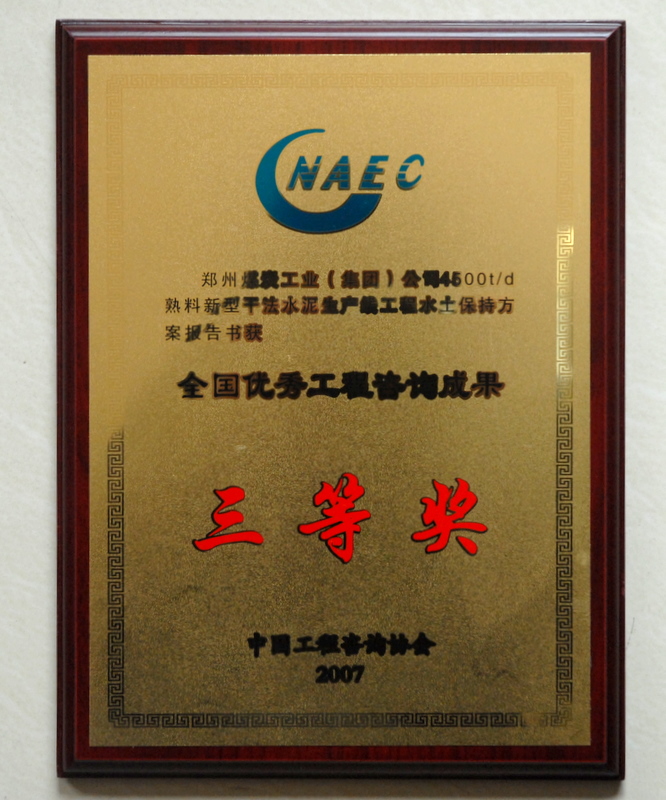 CNAEC
郑州煤炭工业（集团）公司4500t/d
熟料新型干法水泥生产线工程水土保持方
案报告书获
全国优秀工程咨询成果
三等奖
中国工程咨询协会
2007